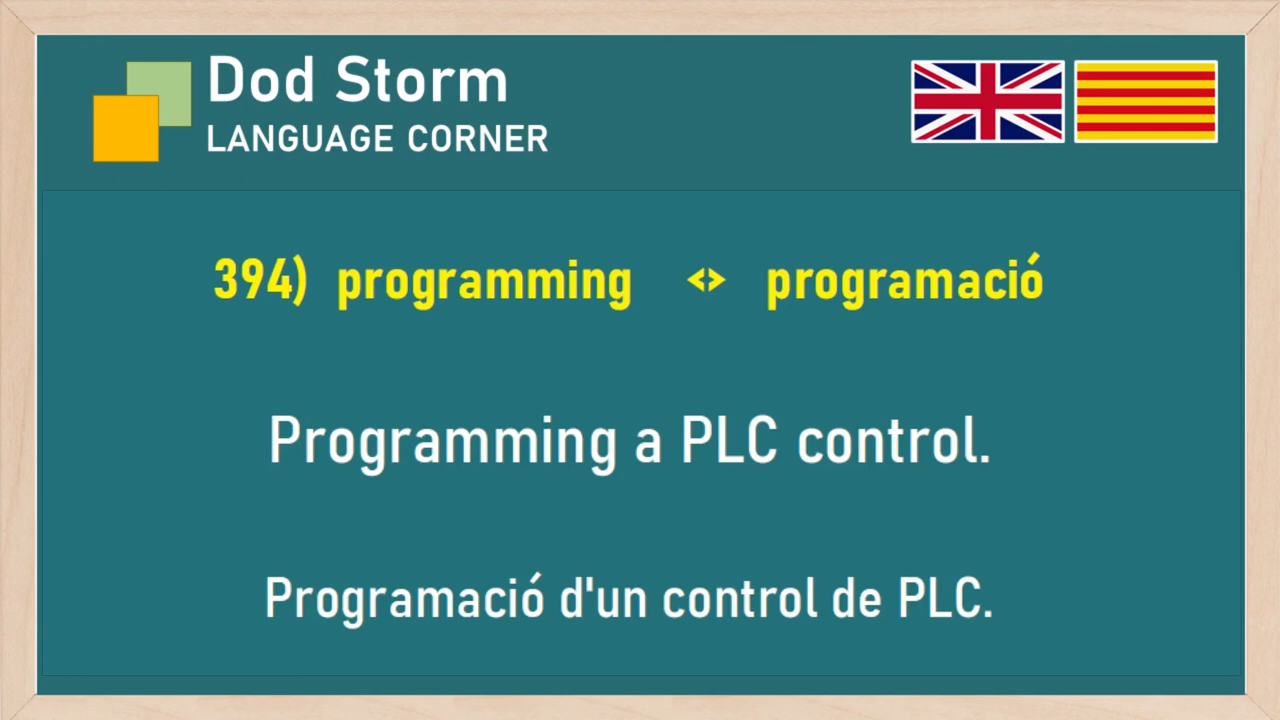 Dod Storm
LANGUAGE CORNER
394) programming <> programació
Programming a PLC control.
Programació d'un control de PLC.